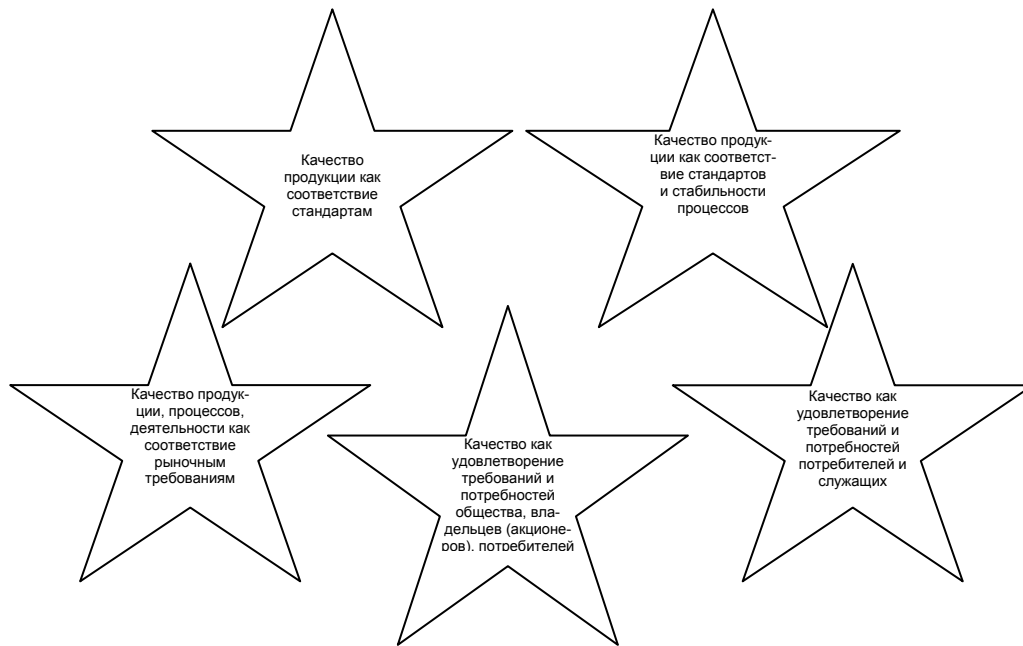 Качество
продукции как
соответствие
стандартам
Качество продук-
ции как соответст-
вие стандартов
и стабильности
процессов
Качество продук-
ции, процессов,
деятельности как
соответствие
рыночным
требованиям
Качество как
удовлетворение
требований и
потребностей
общества, вла-
дельцев (акционе-
ров), потребителей
Качество как
удовлетворение
требований и
потребностей
потребителей и
служащих